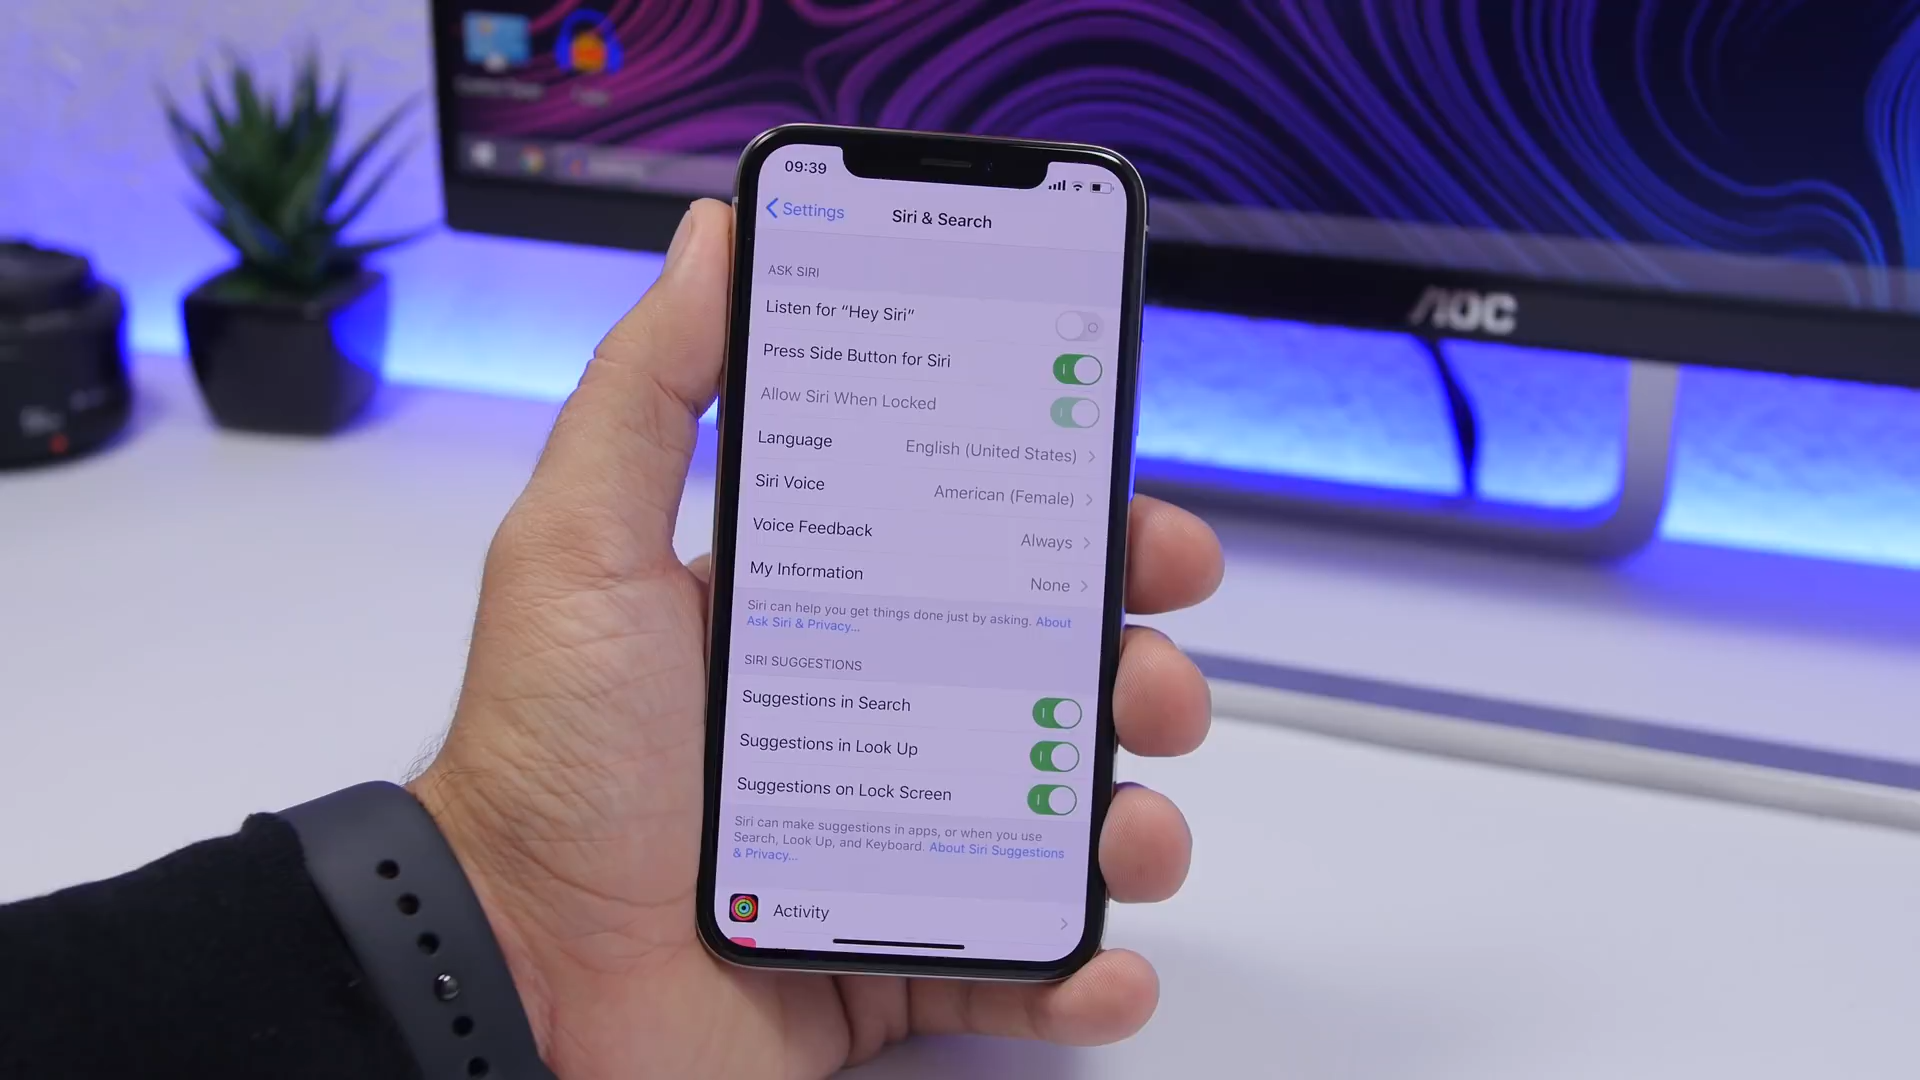 09:39
Settings
Siri & Search
ASK SIRI
Listen for “Hey Siri”
Press Side Button for Siri
Allow Siri When Locked
Language English (United States)
Siri Voice American (Female)
Voice Feedback Always
My Information None
Siri can help you get things done just by asking. About
Ask Siri & Privacy...
SIRI SUGGESTIONS
Suggestions in Search
Suggestions in Look Up
Suggestions on Lock Screen
Siri can make suggestions in apps, or when you use
Search, Look Up, and Keyboard. About Siri Suggestions
& Privacy...
Activity
AOC